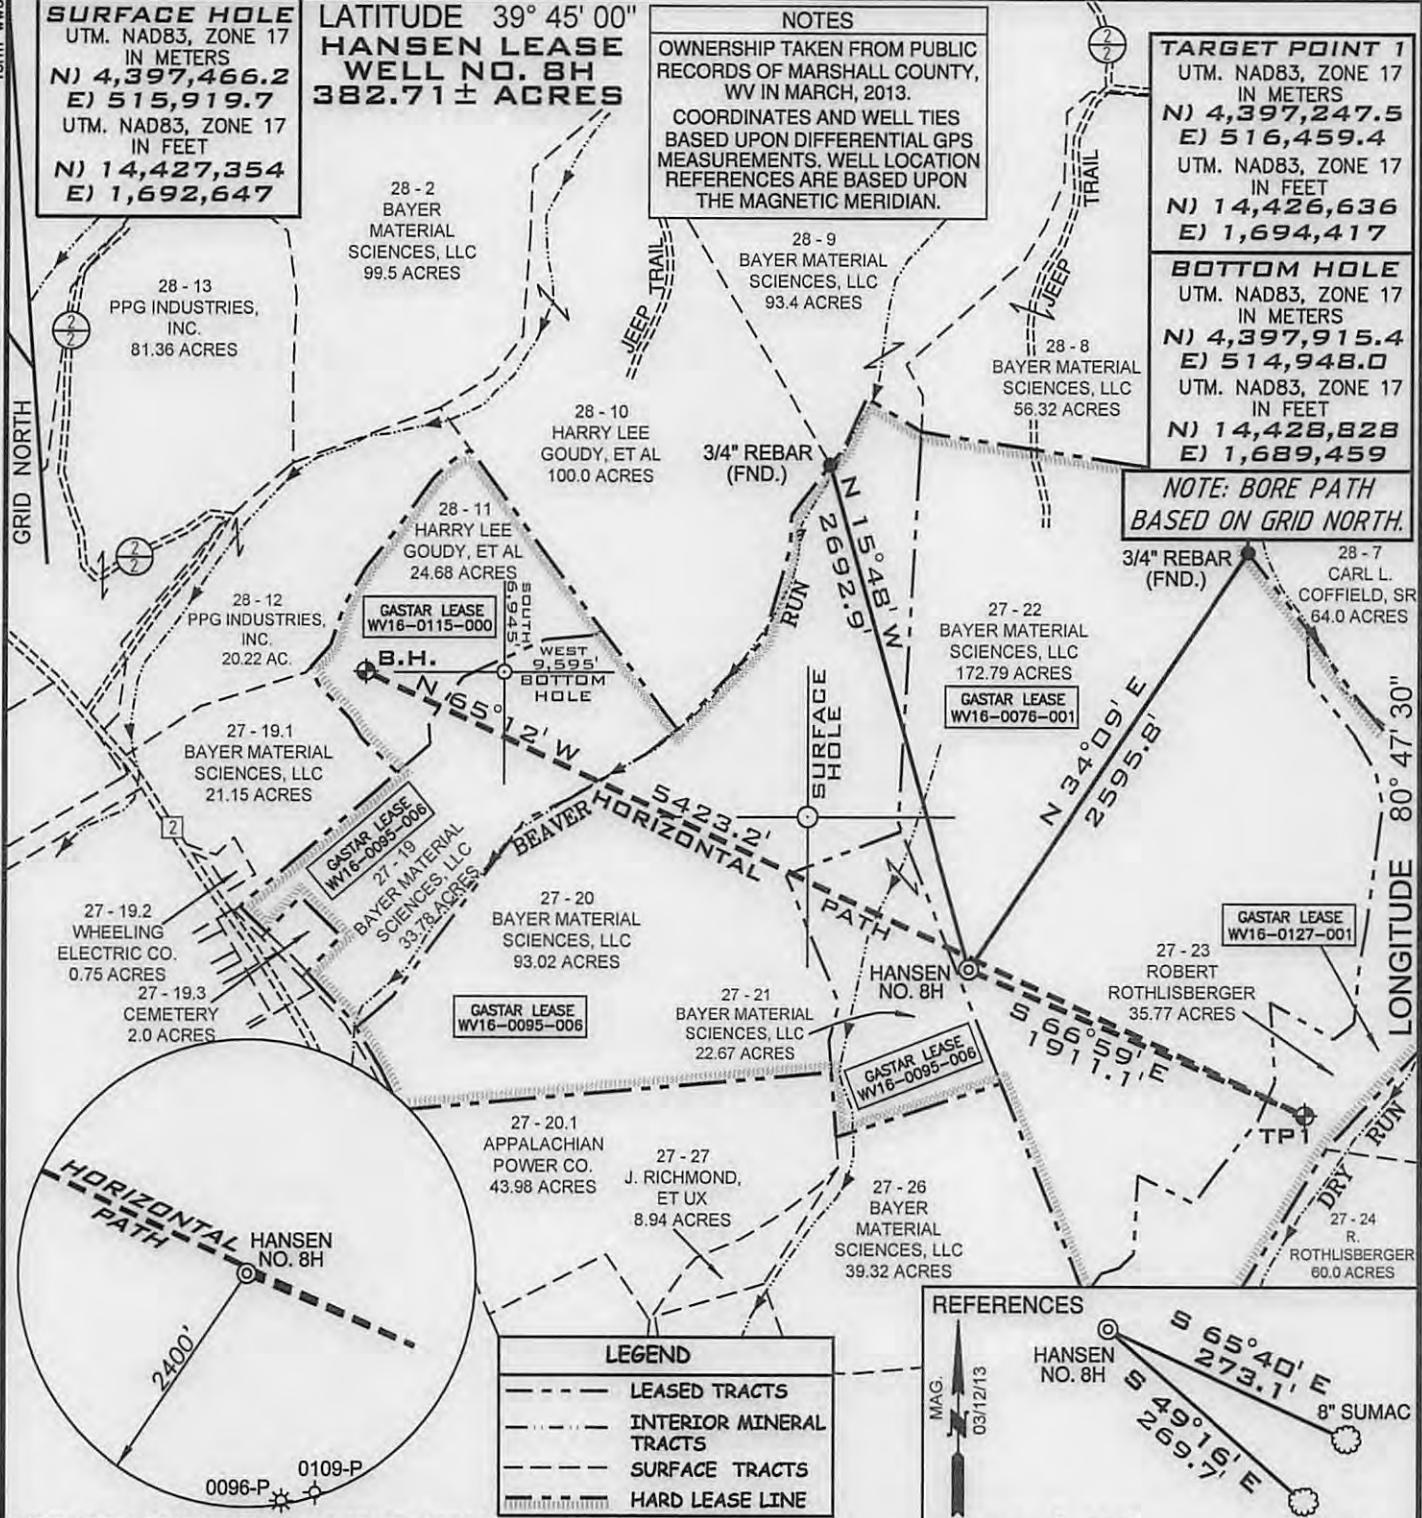 SURFACE HOLE
UTM. NAD83, ZONE 17
IN METERS
N) 4,397,466.2
E) 515,919.7
UTM. NAD83, ZONE 17
IN FEET
N) 14,427,354
E) 1,692,647
LATITUDE 39° 45' 00"
HANSEN LEASE
WELL NO. 8H
382.71± ACRES
NOTES
OWNERSHIP TAKEN FROM PUBLIC
RECORDS OF MARSHALL COUNTY,
WV IN MARCH, 2013.
COORDINATES AND WELL TIES
BASED UPON DIFFERENTIAL GPS
MEASUREMENTS. WELL LOCATION
REFERENCES ARE BASED UPON
THE MAGNETIC MERIDIAN.
2
2
TARGET POINT 1
UTM. NAD83, ZONE 17
IN METERS
N) 4,397,247.5
E) 516,459.4
UTM. NAD83, ZONE 17
IN FEET
N) 14,426,636
E) 1,694,417
BOTTOM HOLE
UTM. NAD83, ZONE 17
IN METERS
N) 4,397,915.4
E) 514,948.0
UTM. NAD83, ZONE 17
IN FEET
N) 14,428,828
E) 1,689,459
NOTE: BORE PATH
BASED ON GRID NORTH.
28 - 2
BAYER
MATERIAL
SCIENCES, LLC
99.5 ACRES
28 - 13
PPG INDUSTRIES,
INC.
81.36 ACRES
2
2
GRID NORTH
2
2
JEEP TRAIL
28 - 9
BAYER MATERIAL
SCIENCES, LLC
93.4 ACRES
JEEP TRAIL
28 - 8
BAYER MATERIAL
SCIENCES, LLC
56.32 ACRES
28 - 10
HARRY LEE
GOUDY, ET AL
100.0 ACRES
3/4" REBAR
(FND.)
28 - 11
HARRY LEE
GOUDY, ET AL
24.68 ACRES
3/4" REBAR
(FND.)
28 - 7
CARL L.
COFFIELD, SR
64.0 ACRES
28 - 12
PPG INDUSTRIES,
INC.
20.22 AC.
GASTAR LEASE
WV16-0115-000
SOUTH
6,945'
WEST
9,595'
BOTTOM
HOLE
B.H.
N 65°12' W
5423.2'
HORIZONTAL
PATH
BEAVER
RUN
N 15°48' W
2692.9'
SURFACE
HOLE
27 - 22
BAYER MATERIAL
SCIENCES, LLC
172.79 ACRES
GASTAR LEASE
WV16-0076-001
N 34°09' E
2595.8'
LONGITUDE 80° 47' 30"
27 - 19.1
BAYER MATERIAL
SCIENCES, LLC
21.15 ACRES
2
GASTAR LEASE
WV16-0095-006
27 - 19
BAYER MATERIAL
SCIENCES, LLC
33.78 ACRES
27 - 20
BAYER MATERIAL
SCIENCES, LLC
93.02 ACRES
GASTAR LEASE
WV16-0095-006
27 - 19.2
WHEELING
ELECTRIC CO.
0.75 ACRES
27 - 19.3
CEMETERY
2.0 ACRES
HANSEN
NO. 8H
27 - 21
BAYER MATERIAL
SCIENCES, LLC
22.67 ACRES
GASTAR LEASE
WV16-0095-006
S 66°59' E
1911.1'
GASTAR LEASE
WV16-0127-001
27 - 23
ROBERT
ROTHLISBERGER
35.77 ACRES
TP1
DRY RUN
27 - 20.1
APPALACHIAN
POWER CO.
43.98 ACRES
27 - 27
J. RICHMOND,
ET UX
8.94 ACRES
27 - 26
BAYER
MATERIAL
SCIENCES, LLC
39.32 ACRES
27 - 24
R.
ROTHLISBERGER
60.0 ACRES
HORIZONTAL
PATH
HANSEN
NO. 8H
2400'
0096-P
0109-P
LEGEND
LEASED TRACTS
INTERIOR MINERAL
TRACTS
SURFACE TRACTS
HARD LEASE LINE
REFERENCES
MAG.
N
03/12/13
HANSEN
NO. 8H
S 65°40' E
273.1'
8" SUMAC
S 49°16' E
269.7'